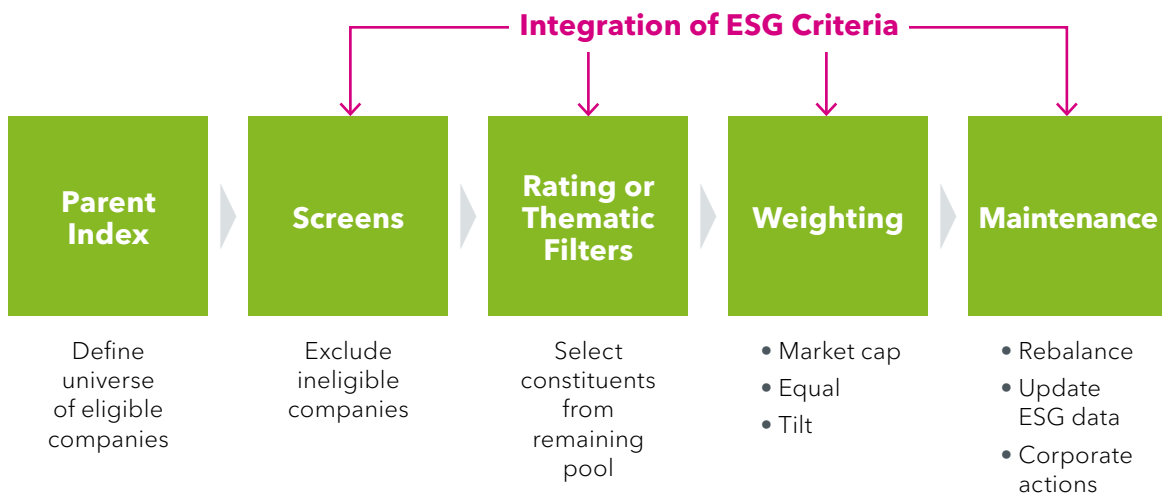 Integration of ESG Criteria
Parent
Index
Screens
Rating or
Thematic
Filters
Weighting
Maintenance
Define
universe
of eligible
companies
Exclude
ineligible
companies
Select
constituents
from
remaining
pool
• Market cap
• Equal
• Tilt
• Rebalance
• Update
ESG data
• Corporate
actions